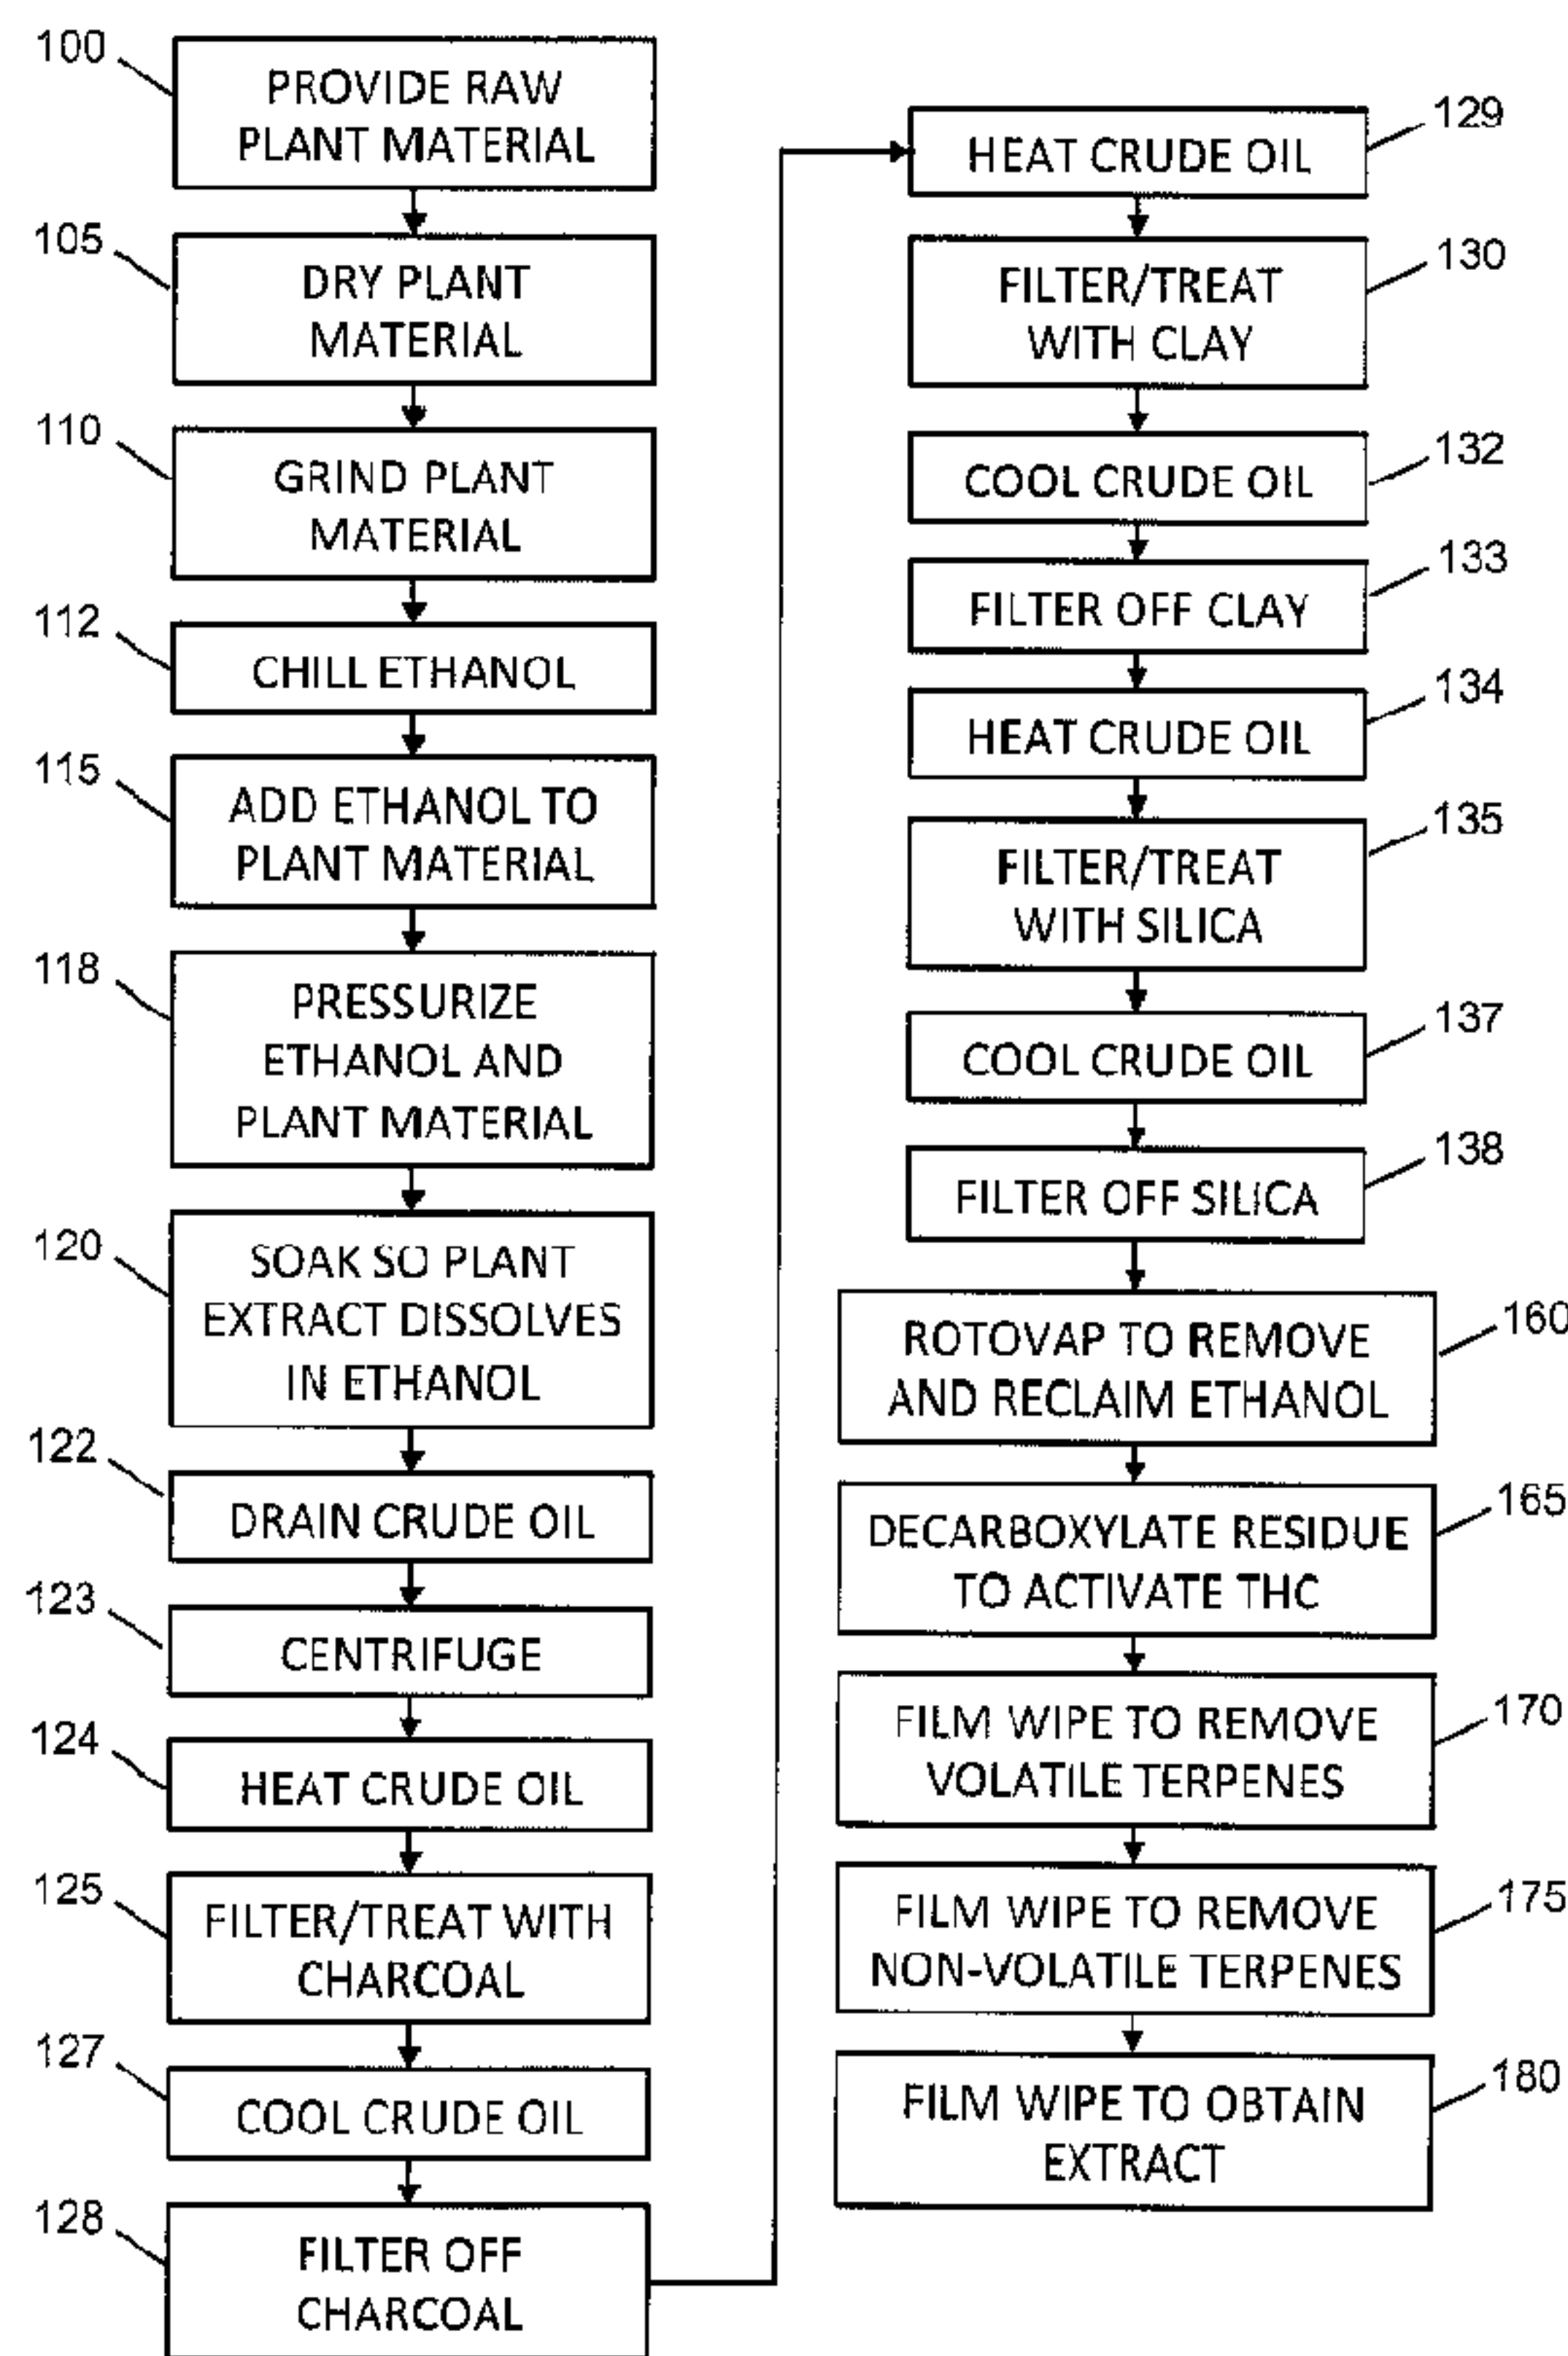 100
PROVIDE RAW
PLANT MATERIAL
105
DRY PLANT
MATERIAL
110
GRIND PLANT
MATERIAL
112
CHILL ETHANOL
115
ADD ETHANOL TO
PLANT MATERIAL
118
PRESSURIZE
ETHANOL AND
PLANT MATERIAL
120
SOAK SO PLANT
EXTRACT DISSOLVES
IN ETHANOL
122
DRAIN CRUDE OIL
123
CENTRIFUGE
124
HEAT CRUDE OIL
125
FILTER/TREAT WITH
CHARCOAL
127
COOL CRUDE OIL
128
FILTER OFF
CHARCOAL
129
HEAT CRUDE OIL
130
FILTER/TREAT
WITH CLAY
132
COOL CRUDE OIL
133
FILTER OFF CLAY
134
HEAT CRUDE OIL
135
FILTER/TREAT
WITH SILICA
137
COOL CRUDE OIL
138
FILTER OFF SILICA
160
ROTOVAP TO REMOVE
AND RECLAIM ETHANOL
165
DECARBOXYLATE RESIDUE
TO ACTIVATE THC
170
FILM WIPE TO REMOVE
VOLATILE TERPENES
175
FILM WIPE TO REMOVE
NON-VOLATILE TERPENES
180
FILM WIPE TO OBTAIN
EXTRACT